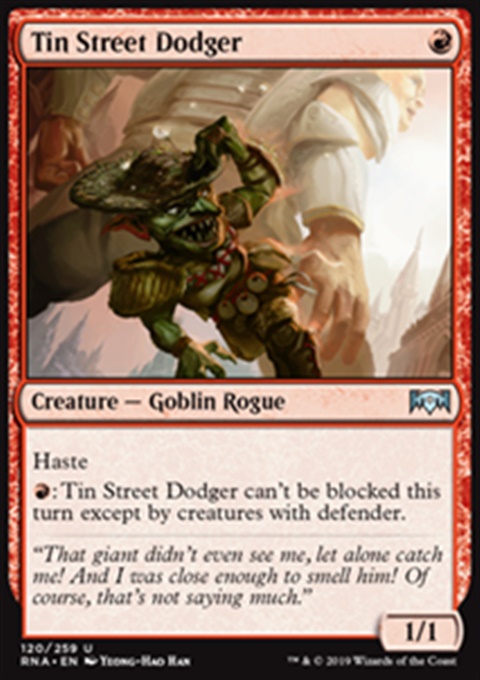 Tin Street Dodger
Creature — Goblin Rogue
Haste
: Tin Street Dodger can't be blocked this
turn except by creatures with defender.
"That giant didn't even see me, let alone catch
me! And I was close enough to smell him! Of
course, that's not saying much."
1/1
120/259 U
RNA • EN Yeong-Hao Han
™ & © 2019 Wizards of the Coast